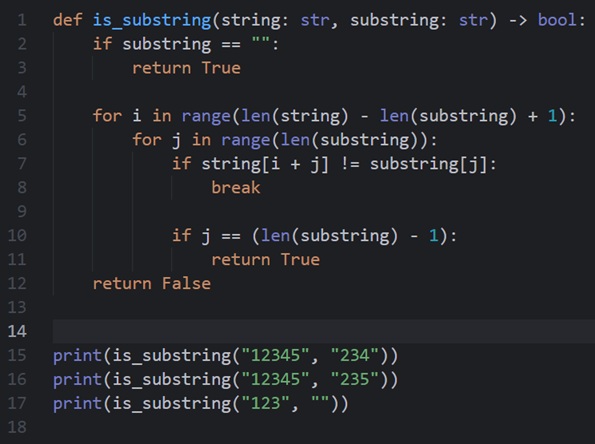 1 def is_substring(string: str, substring: str) -> bool:
2     if substring == "":
3         return True
4
5     for i in range(len(string) - len(substring) + 1):
6         for j in range(len(substring)):
7             if string[i + j] != substring[j]:
8                 break
9
10             if j == (len(substring) - 1):
11                 return True
12     return False
13
14
15 print(is_substring("12345", "234"))
16 print(is_substring("12345", "235"))
17 print(is_substring("123", ""))
18